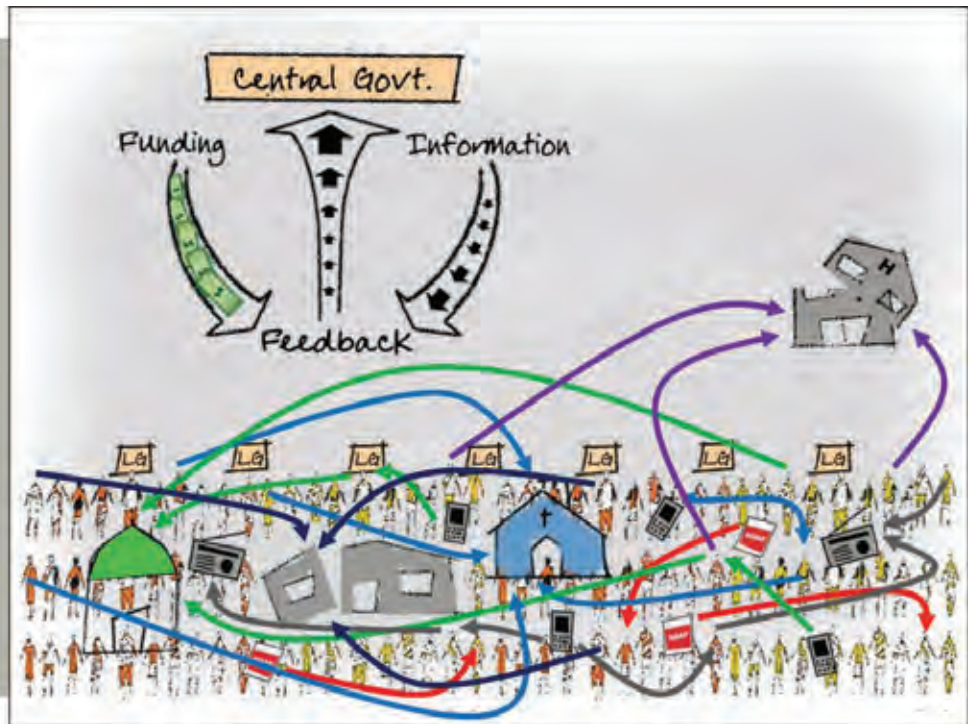 Central Govt.
Funding
Information
Feedback
LG LG LG LG LG LG LG
H